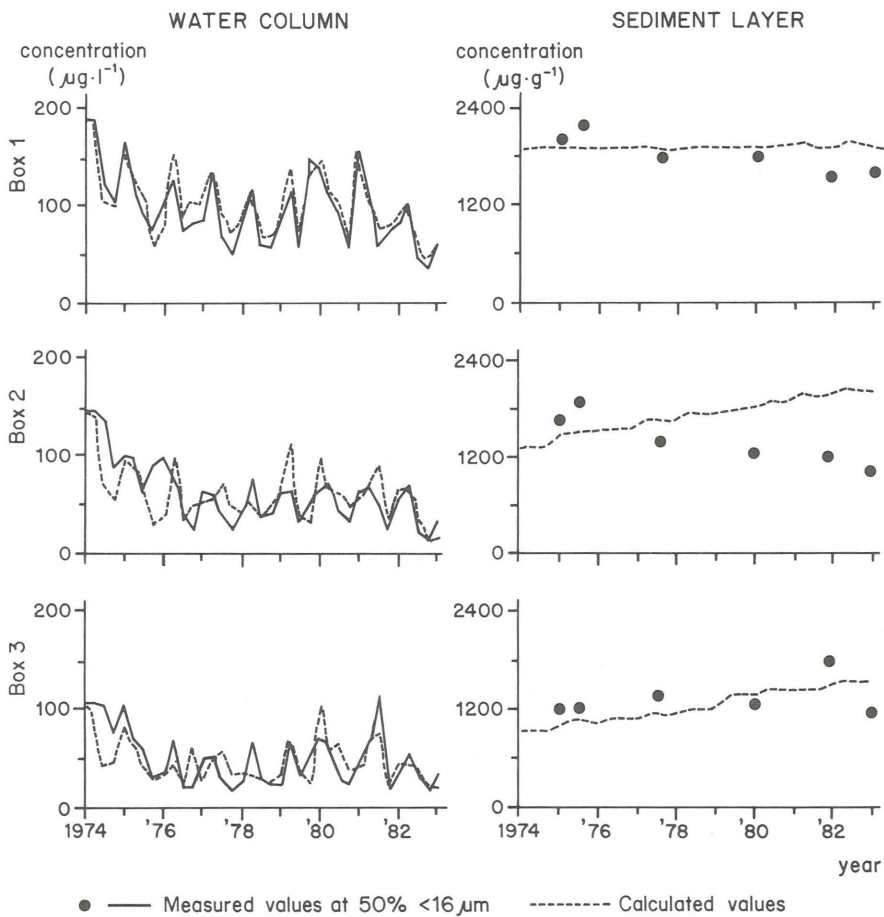 WATER COLUMN
SEDIMENT LAYER
concentration
(µg·l⁻¹)
concentration
(µg·g⁻¹)
Box 1
200
100
0
2400
1200
0
Box 2
200
100
0
2400
1200
0
Box 3
200
100
0
2400
1200
0
1974 '76 '78 '80 '82
1974 '76 '78 '80 '82
year
Measured values at 50% <16µm
Calculated values